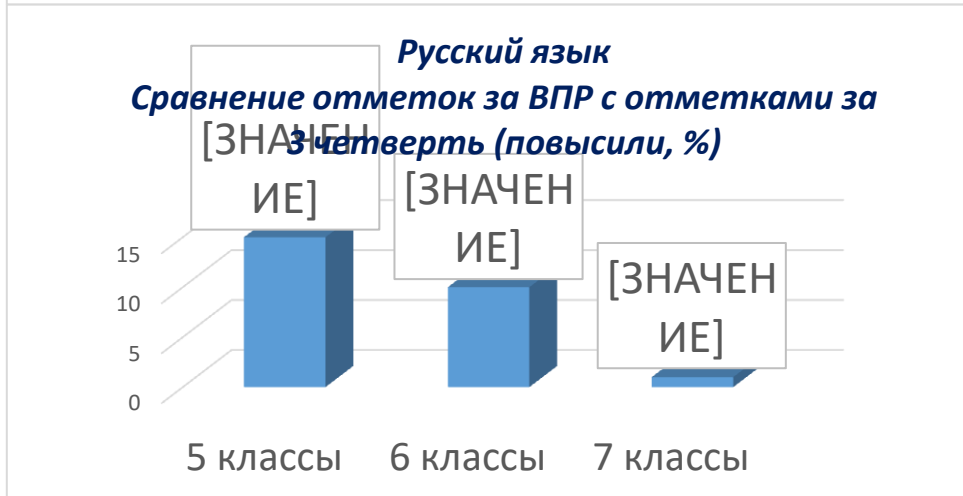 Русский язык
Сравнение отметок за ВПР с отметками за
3 четверть (повысили, %)
[ЗНАЧЕН
ИЕ]
[ЗНАЧЕН
ИЕ]
[ЗНАЧЕН
ИЕ]
15
10
5
0
5 классы
6 классы
7 классы